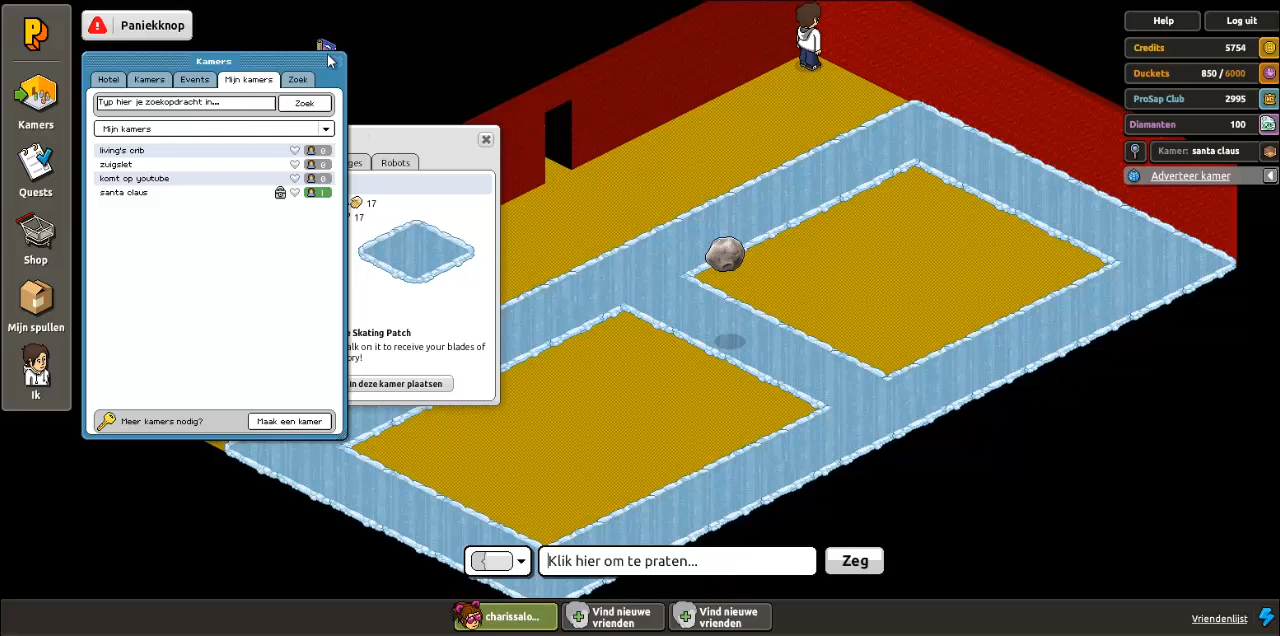 Paniekknop
Kamers
Hotel
Kamers
Events
Mijn kamers
Zoek
Typ hier je zoekopdracht in...
Zoek
Mijn kamers
living's crib
0
zuigslet
0
komt op youtube
0
santa claus
1
Meer kamers nodig?
Maak een kamer
Kamers
Quests
Shop
Mijn spullen
Ik
ges
Robots
17
17
e Skating Patch
alk on it to receive your blades of
ory!
in deze kamer plaatsen
Help
Log uit
Credits 5754
Duckets 850 / 6000
ProSap Club 2995
Diamanten 100
Kamer: santa claus
Adverteer kamer
Klik hier om te praten...
Zeg
charissalo...
Vind nieuwe
vrienden
Vind nieuwe
vrienden
Vriendenlijst